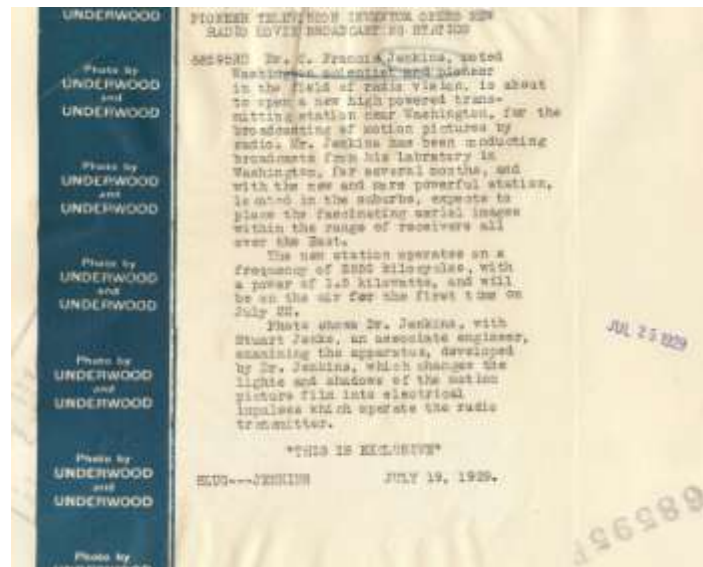 UNDERWOOD
Photo by
UNDERWOOD
and
UNDERWOOD
Photo by
UNDERWOOD
and
UNDERWOOD
Photo by
UNDERWOOD
and
UNDERWOOD
Photo by
UNDERWOOD
and
UNDERWOOD
Photo by
UNDERWOOD
and
UNDERWOOD
Photo by
PIONEER TELEVISION INVENTOR OPENS NEW
RADIO MOVIE BROADCASTING STATION
Dr. C. Francis Jenkins, noted
Washington scientist and pioneer
in the field of radio vision, is about
to open a new high powered trans-
mitting station near Washington, for the
broadcasting of motion pictures by
radio. Mr. Jenkins has been conducting
broadcasts from his labratory in
Washington, for several months, and
with the new and more powerful station,
located in the suburbs, expects to
place the fascinating aerial images
within the range of receivers all
over the East.
The new station operates on a
frequency of kilocycles, with
a power of kilowatts, and will
be on the air for the first time on
July
Photo shows Dr. Jenkins, with
Stuart Jenks, an associate engineer,
examining the apparatus, developed
by Dr. Jenkins, which changes the
lights and shadows of the motion
picture film into electrical
impulses which operate the radio
transmitter.
"THIS IS EXCLUSIVE"
SLUG---JENKINS JULY 19, 1929.
JUL 25 1929